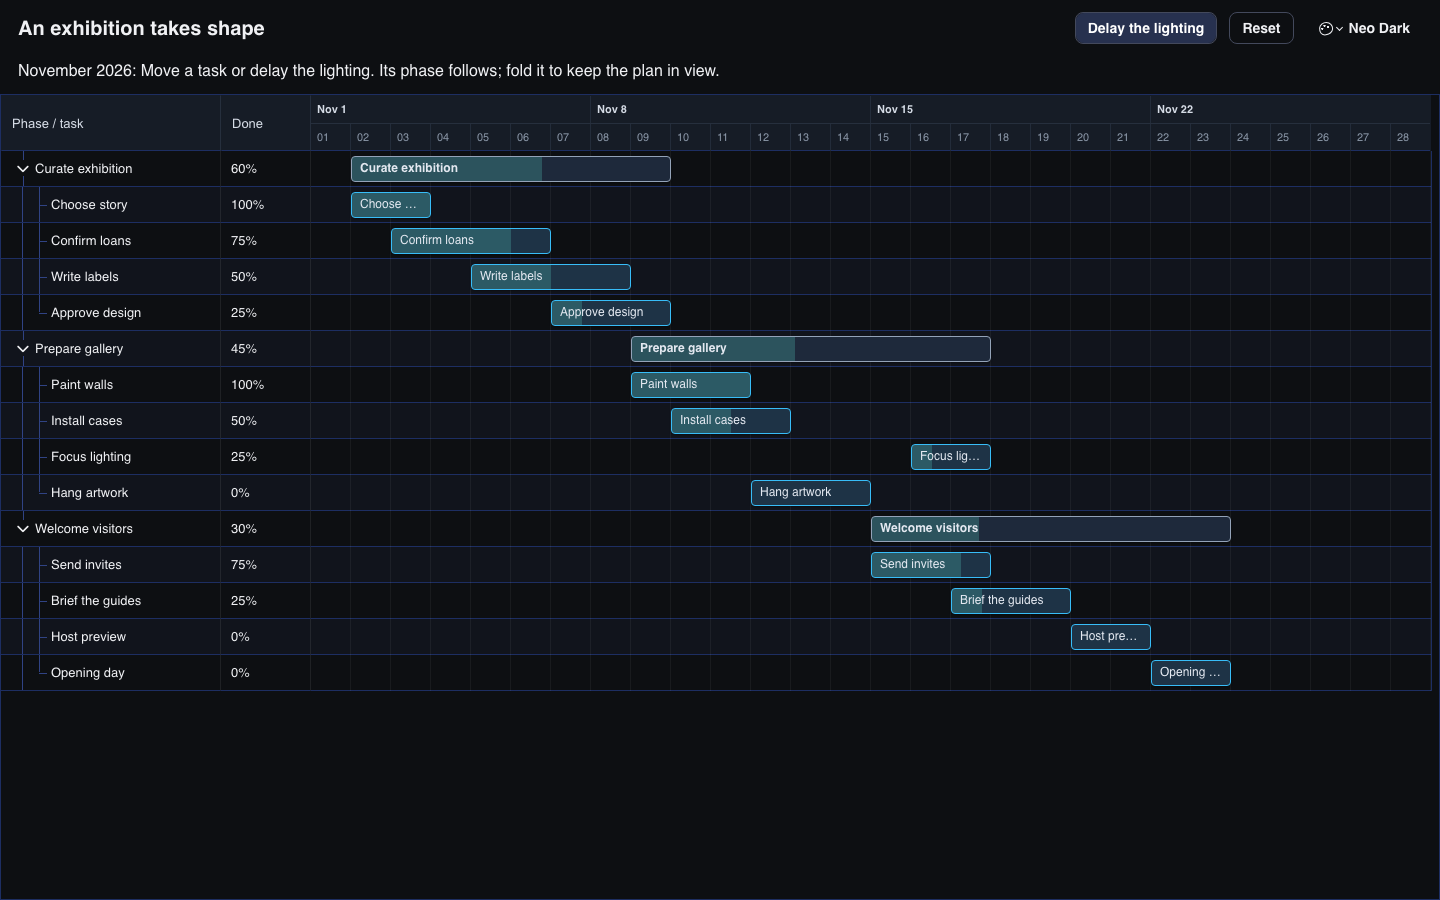 An exhibition takes shape
Delay the lighting
Reset
Neo Dark
November 2026: Move a task or delay the lighting. Its phase follows; fold it to keep the plan in view.
Phase / task
Done
Nov 1
Nov 8
Nov 15
Nov 22
01 02 03 04 05 06 07 08 09 10 11 12 13 14 15 16 17 18 19 20 21 22 23 24 25 26 27 28
Curate exhibition 60% Curate exhibition
Choose story 100% Choose …
Confirm loans 75% Confirm loans
Write labels 50% Write labels
Approve design 25% Approve design
Prepare gallery 45% Prepare gallery
Paint walls 100% Paint walls
Install cases 50% Install cases
Focus lighting 25% Focus lig…
Hang artwork 0% Hang artwork
Welcome visitors 30% Welcome visitors
Send invites 75% Send invites
Brief the guides 25% Brief the guides
Host preview 0% Host pre…
Opening day 0% Opening …